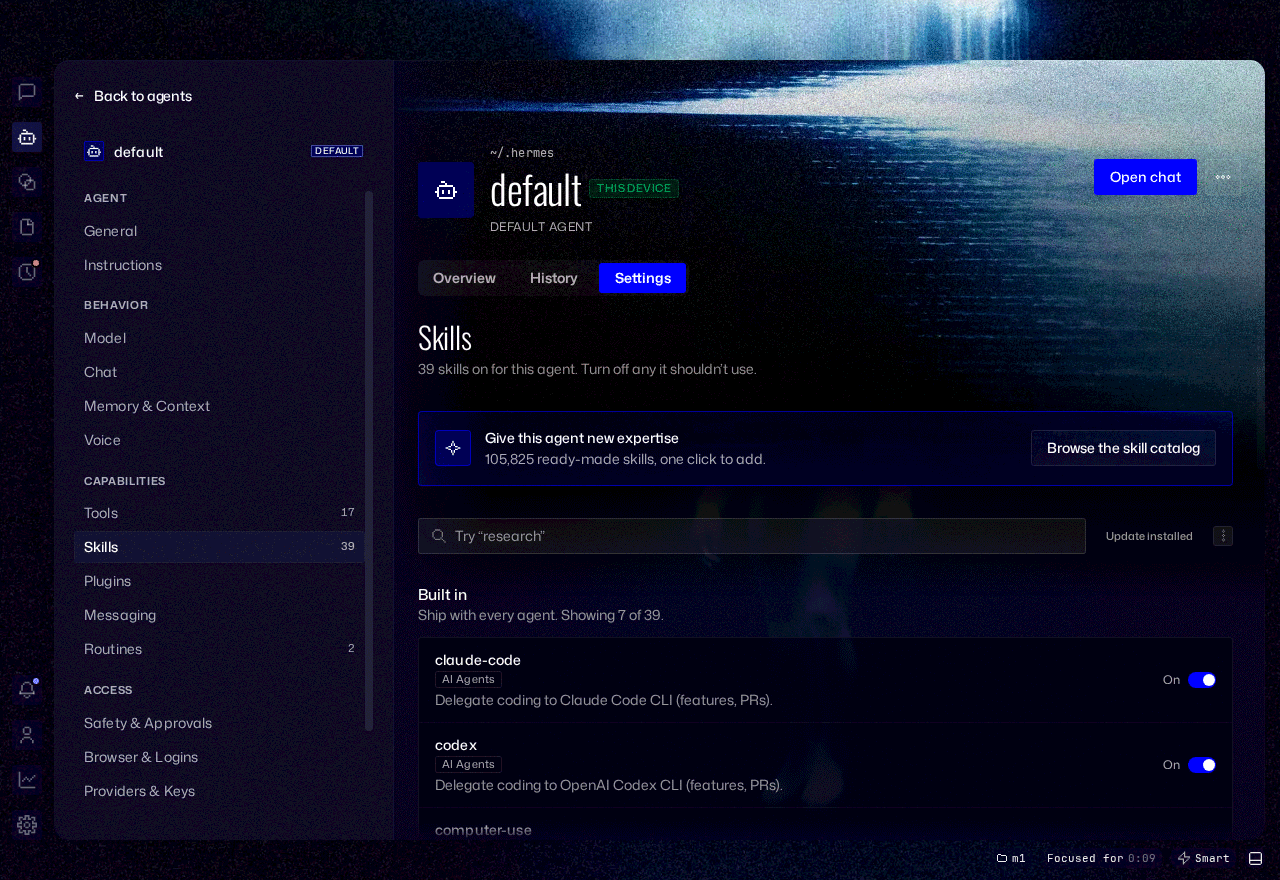 ← Back to agents
default DEFAULT
AGENT
General
Instructions
BEHAVIOR
Model
Chat
Memory & Context
Voice
CAPABILITIES
Tools 17
Skills 39
Plugins
Messaging
Routines 2
ACCESS
Safety & Approvals
Browser & Logins
Providers & Keys
~/.hermes
default THIS DEVICE
DEFAULT AGENT
Open chat
Overview History Settings
Skills
39 skills on for this agent. Turn off any it shouldn't use.
Give this agent new expertise
105,825 ready-made skills, one click to add.
Browse the skill catalog
Try “research”
Update installed
Built in
Ship with every agent. Showing 7 of 39.
claude-code
AI Agents
On
Delegate coding to Claude Code CLI (features, PRs).
codex
AI Agents
On
Delegate coding to OpenAI Codex CLI (features, PRs).
computer-use
m1 Focused for 0:09 Smart